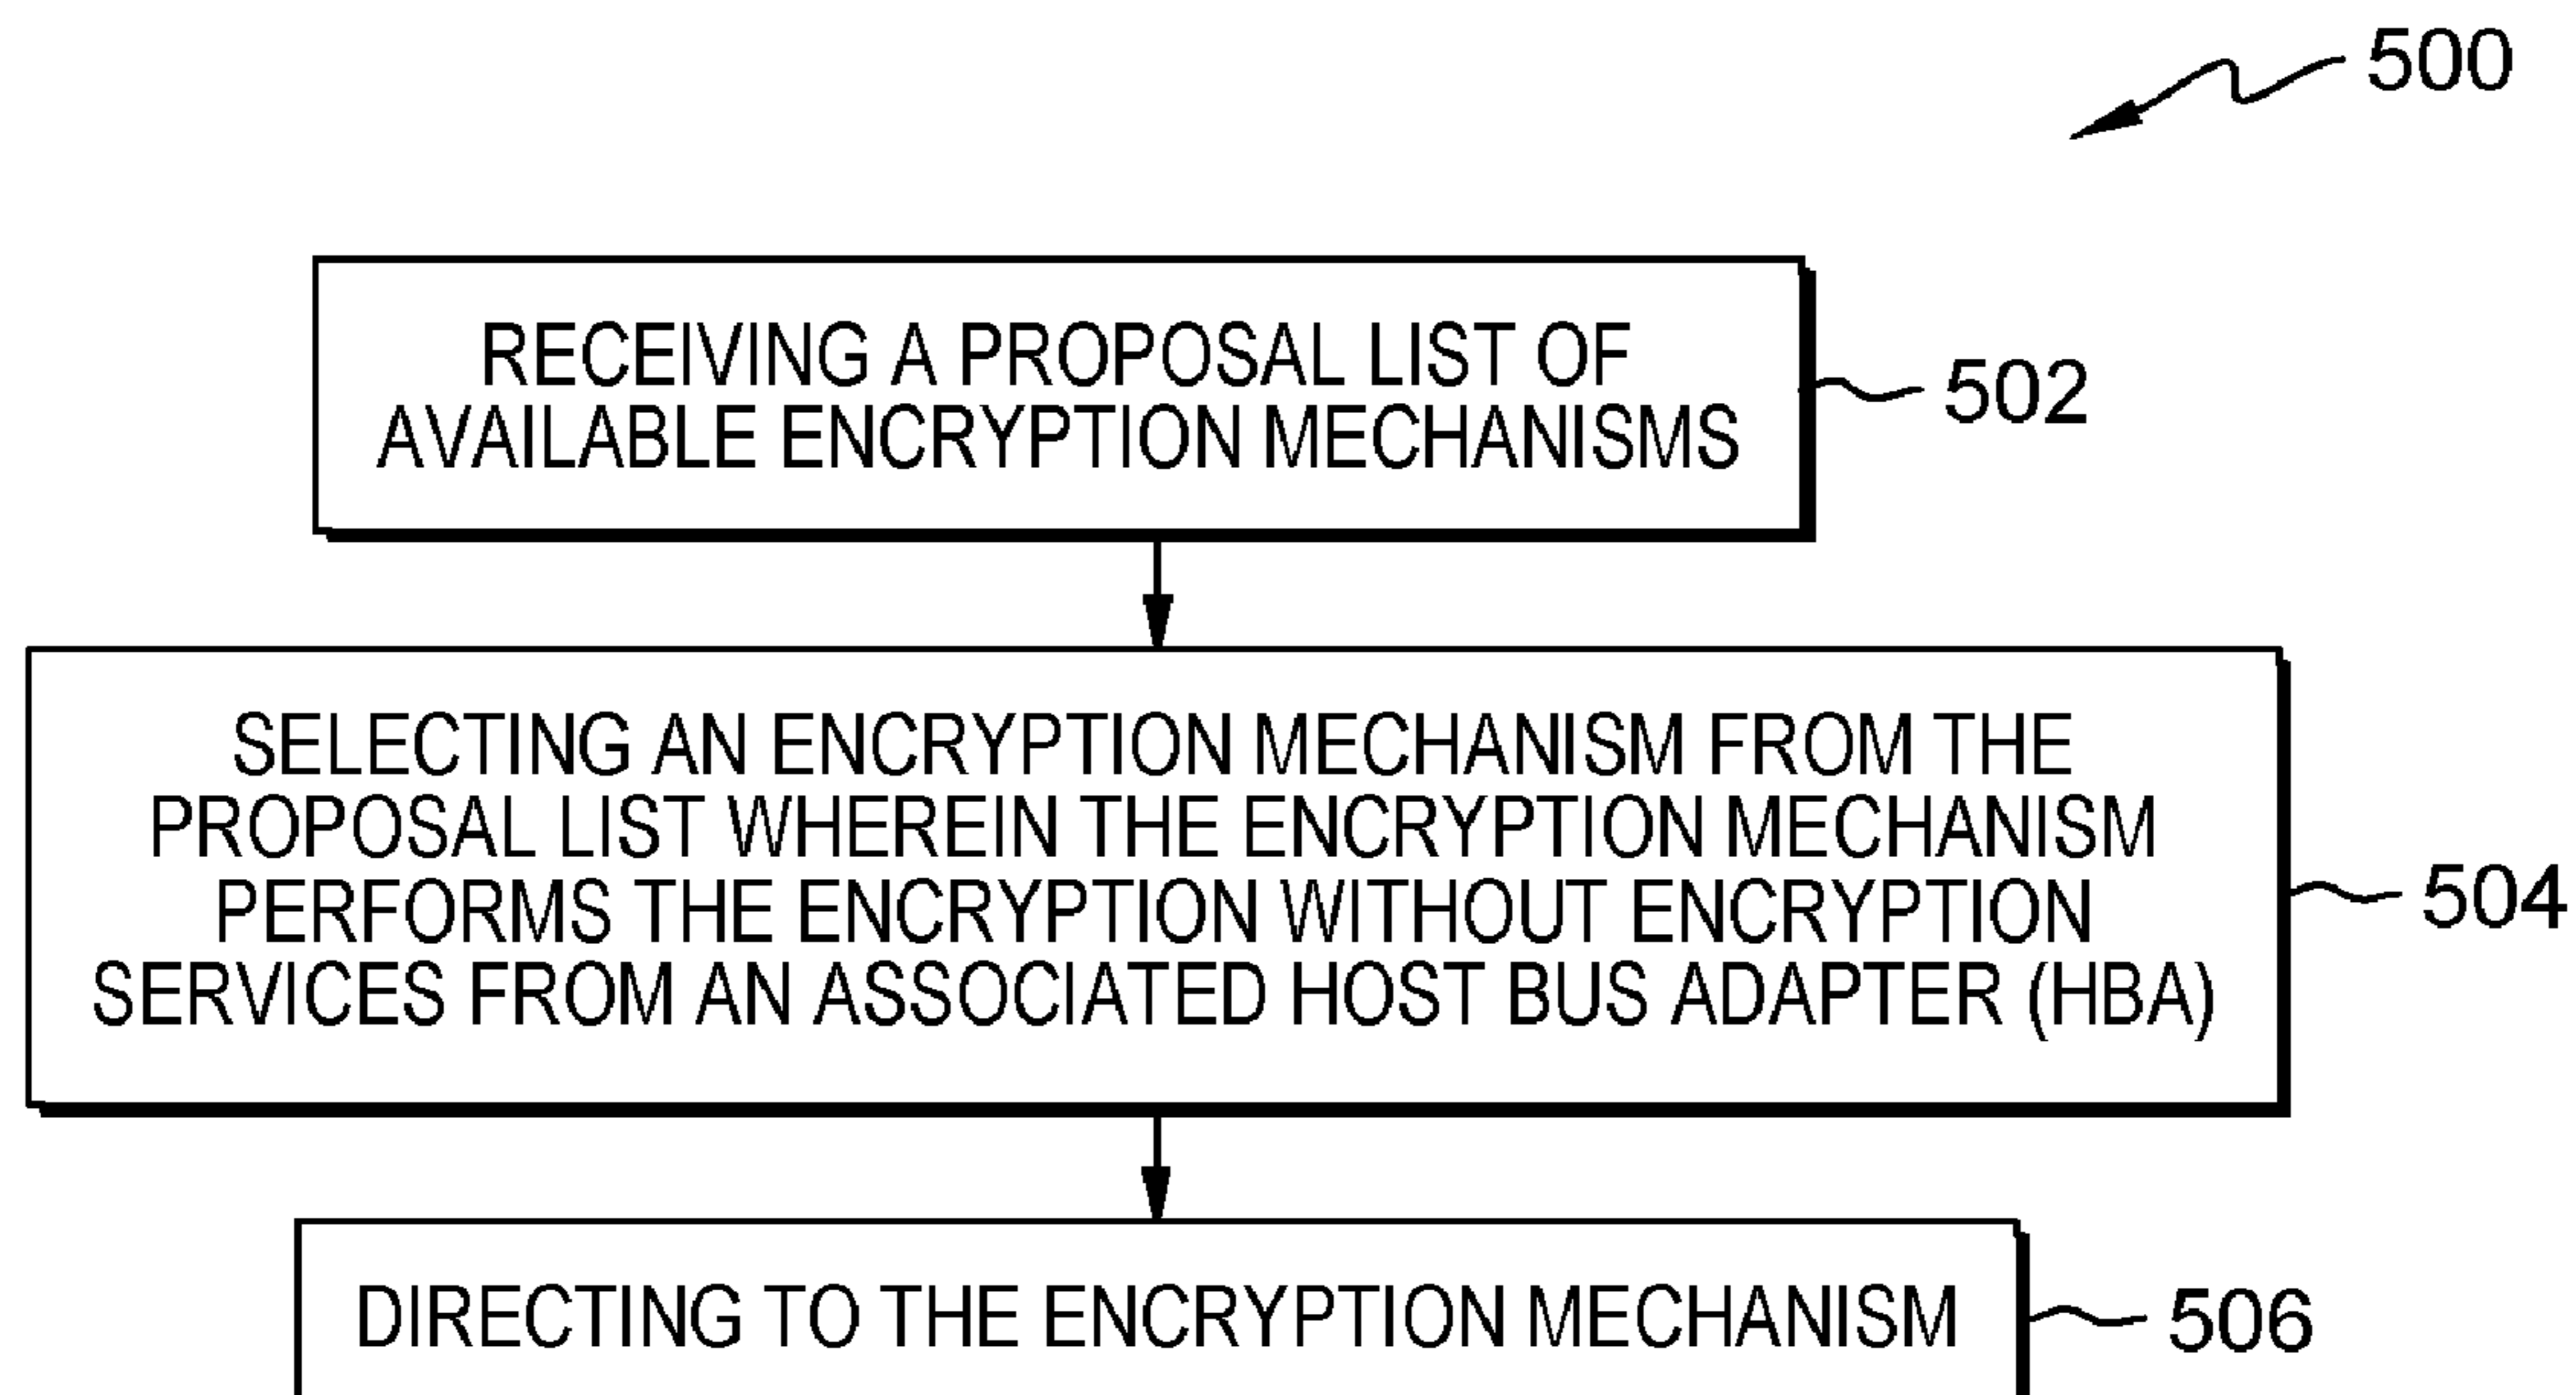 500
RECEIVING A PROPOSAL LIST OF
AVAILABLE ENCRYPTION MECHANISMS
502
SELECTING AN ENCRYPTION MECHANISM FROM THE
PROPOSAL LIST WHEREIN THE ENCRYPTION MECHANISM
PERFORMS THE ENCRYPTION WITHOUT ENCRYPTION
SERVICES FROM AN ASSOCIATED HOST BUS ADAPTER (HBA)
504
DIRECTING TO THE ENCRYPTION MECHANISM
506